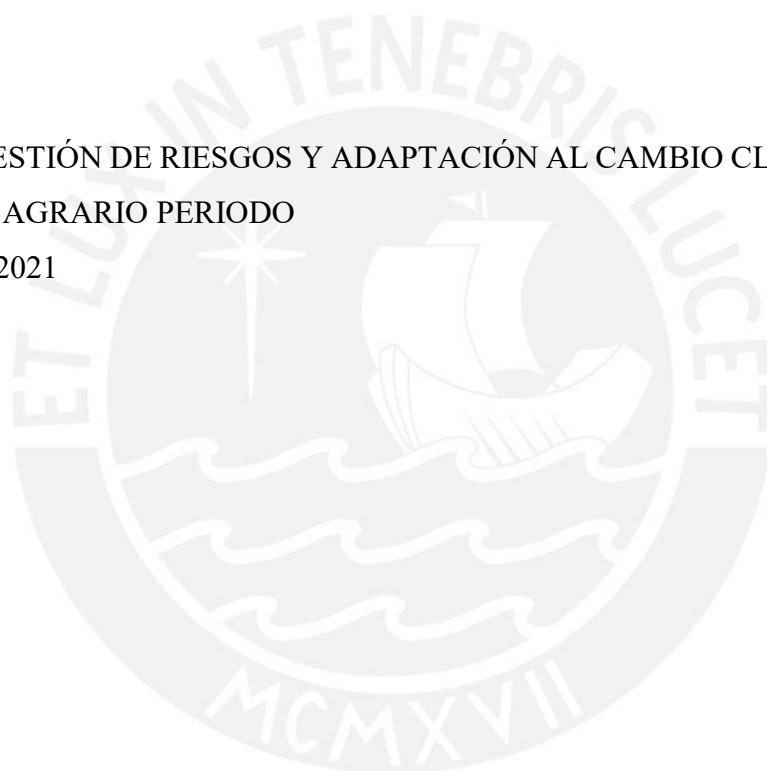 ESTIÓN DE RIESGOS Y ADAPTACIÓN AL CAMBIO CL
AGRARIO PERIODO
2021
ET LUX IN TENEBRIS LUCET
MCMXVII